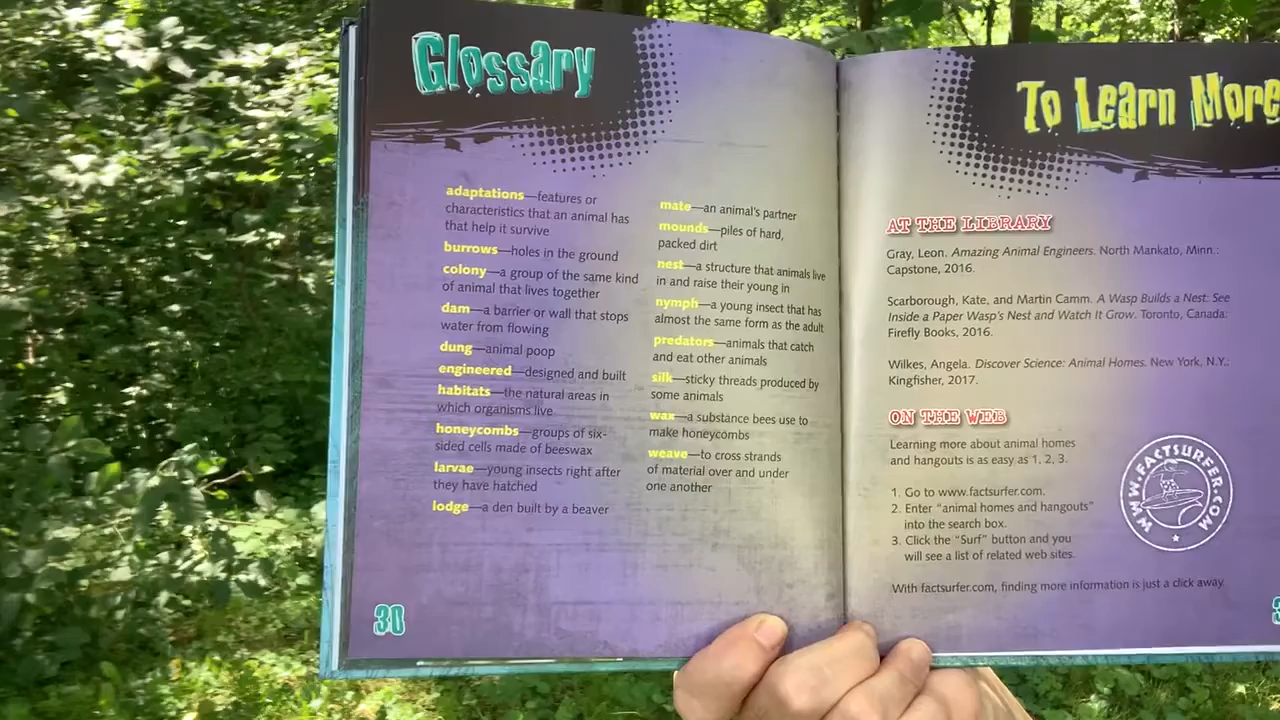 Glossary
adaptations—features or
characteristics that an animal has
that help it survive
burrows—holes in the ground
colony—a group of the same kind
of animal that lives together
dam—a barrier or wall that stops
water from flowing
dung—animal poop
engineered—designed and built
habitats—the natural areas in
which organisms live
honeycombs—groups of six-
sided cells made of beeswax
larvae—young insects right after
they have hatched
lodge—a den built by a beaver
mate—an animal's partner
mounds—piles of hard,
packed dirt
nest—a structure that animals live
in and raise their young in
nymph—a young insect that has
almost the same form as the adult
predators—animals that catch
and eat other animals
silk—sticky threads produced by
some animals
wax—a substance bees use to
make honeycombs
weave—to cross strands
of material over and under
one another
30
To Learn More
AT THE LIBRARY
Gray, Leon. Amazing Animal Engineers. North Mankato, Minn.:
Capstone, 2016.
Scarborough, Kate, and Martin Camm. A Wasp Builds a Nest: See
Inside a Paper Wasp's Nest and Watch It Grow. Toronto, Canada:
Firefly Books, 2016.
Wilkes, Angela. Discover Science: Animal Homes. New York, N.Y.:
Kingfisher, 2017.
ON THE WEB
Learning more about animal homes
and hangouts is as easy as 1, 2, 3.
1. Go to www.factsurfer.com.
2. Enter "animal homes and hangouts"
into the search box.
3. Click the "Surf" button and you
will see a list of related web sites.
With factsurfer.com, finding more information is just a click away.
WWW.FACTSURFER.COM